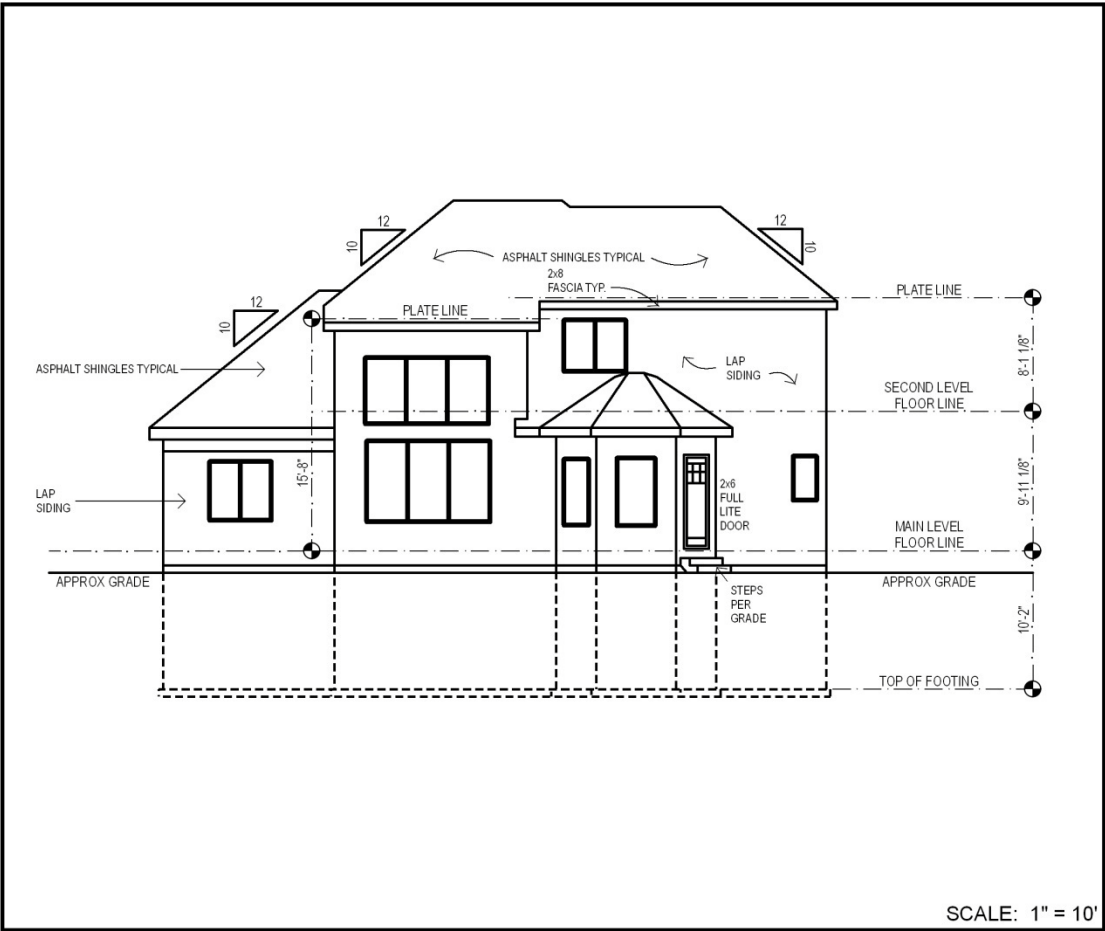 12
10
12
10
ASPHALT SHINGLES TYPICAL
2x8
FASCIA TYP.
PLATE LINE
12
10
PLATE LINE
8'-1 1/8"
ASPHALT SHINGLES TYPICAL
LAP
SIDING
SECOND LEVEL
FLOOR LINE
15'-8"
9'-11 1/8"
LAP
SIDING
2x6
FULL
LITE
DOOR
MAIN LEVEL
FLOOR LINE
APPROX GRADE
APPROX GRADE
STEPS
PER
GRADE
10'-2"
TOP OF FOOTING
SCALE: 1" = 10'